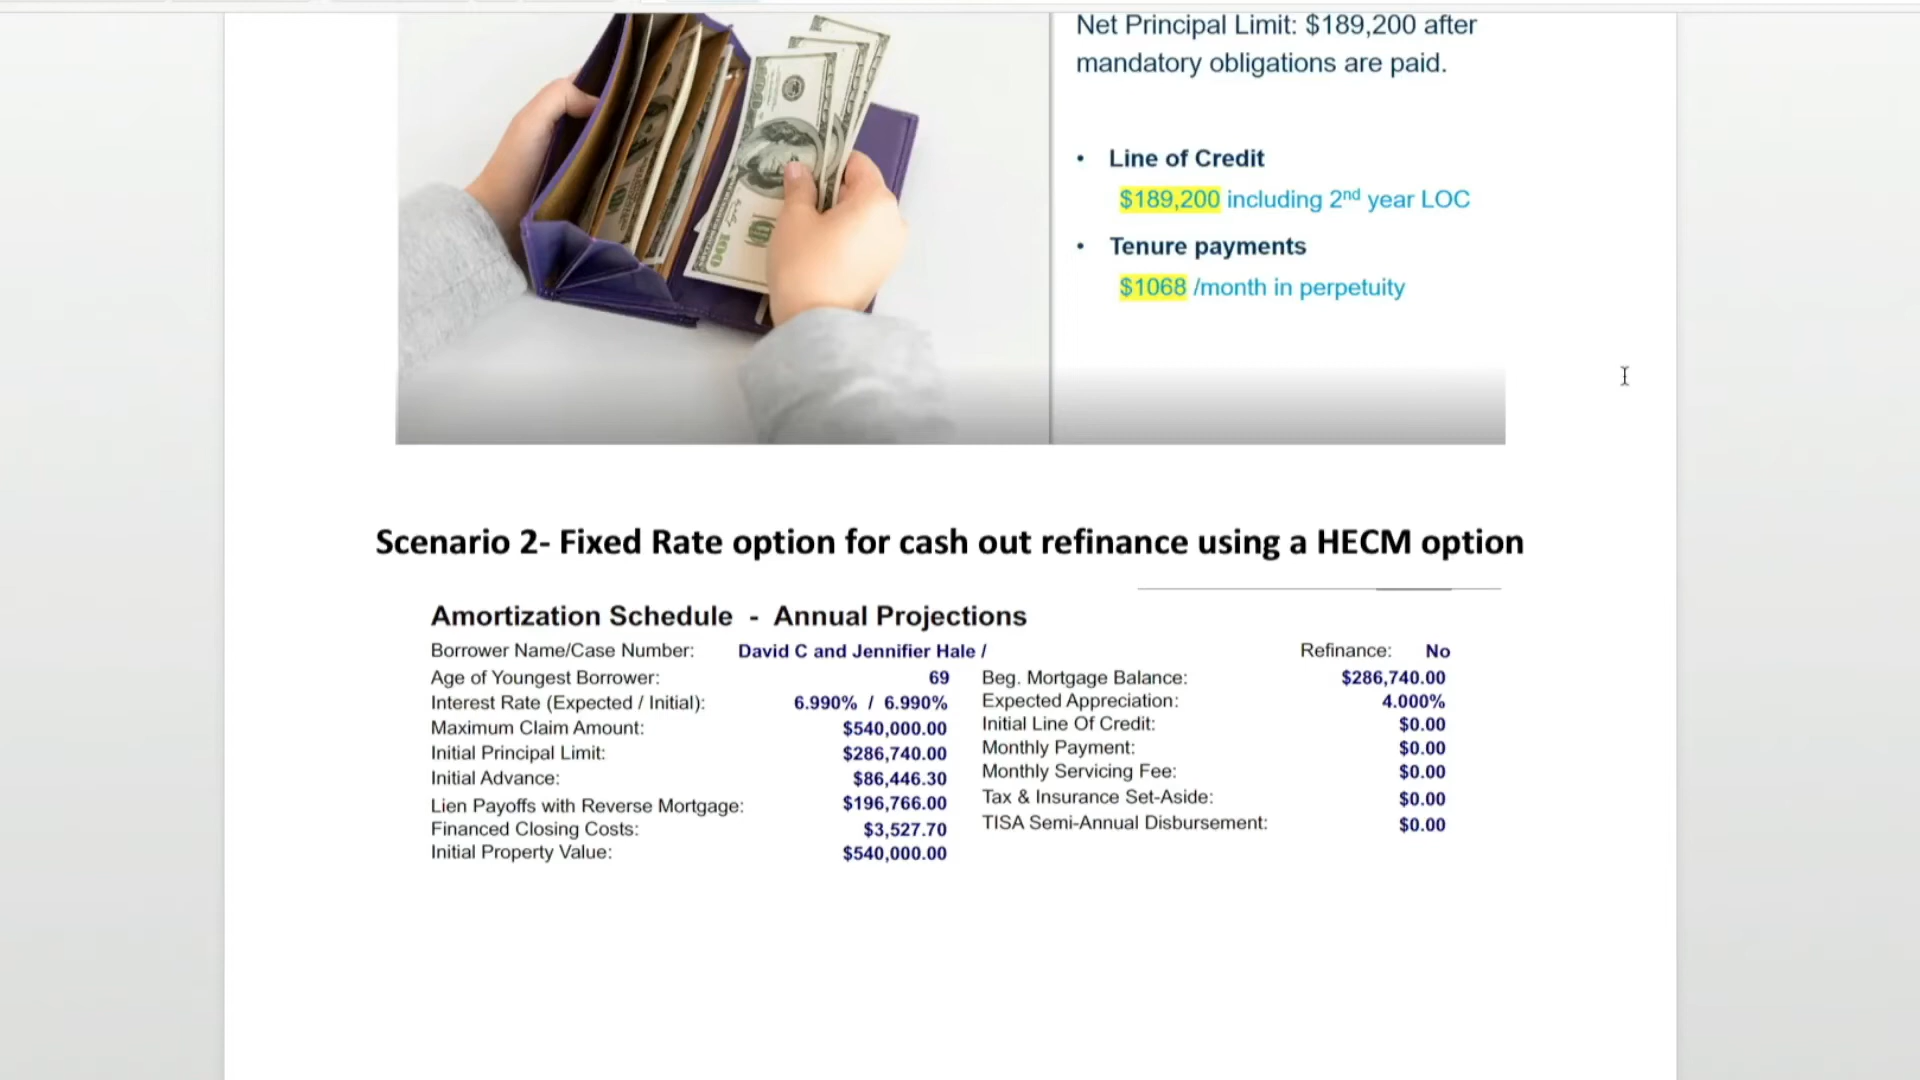 Net Principal Limit: $189,200 after
mandatory obligations are paid.
• Line of Credit
$189,200 including 2nd year LOC
• Tenure payments
$1068 /month in perpetuity
Scenario 2- Fixed Rate option for cash out refinance using a HECM option
Amortization Schedule - Annual Projections
Borrower Name/Case Number: David C and Jennifier Hale / Refinance: No
Age of Youngest Borrower: 69 Beg. Mortgage Balance: $286,740.00
Interest Rate (Expected / Initial): 6.990% / 6.990% Expected Appreciation: 4.000%
Maximum Claim Amount: $540,000.00 Initial Line Of Credit: $0.00
Initial Principal Limit: $286,740.00 Monthly Payment: $0.00
Initial Advance: $86,446.30 Monthly Servicing Fee: $0.00
Lien Payoffs with Reverse Mortgage: $196,766.00 Tax & Insurance Set-Aside: $0.00
Financed Closing Costs: $3,527.70 TISA Semi-Annual Disbursement: $0.00
Initial Property Value: $540,000.00